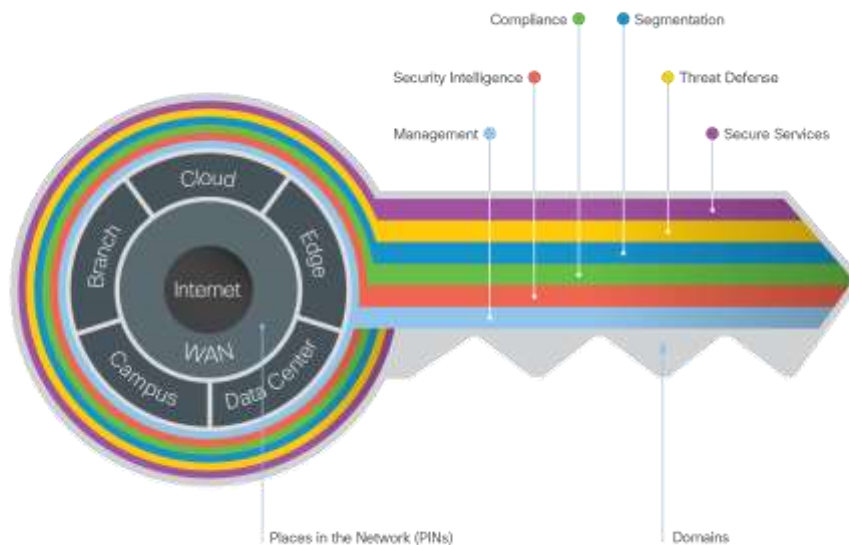 Compliance
Segmentation
Security Intelligence
Threat Defense
Management
Secure Services
Cloud
Branch
Edge
Internet
WAN
Campus
Data Center
Places in the Network (PINs)
Domains